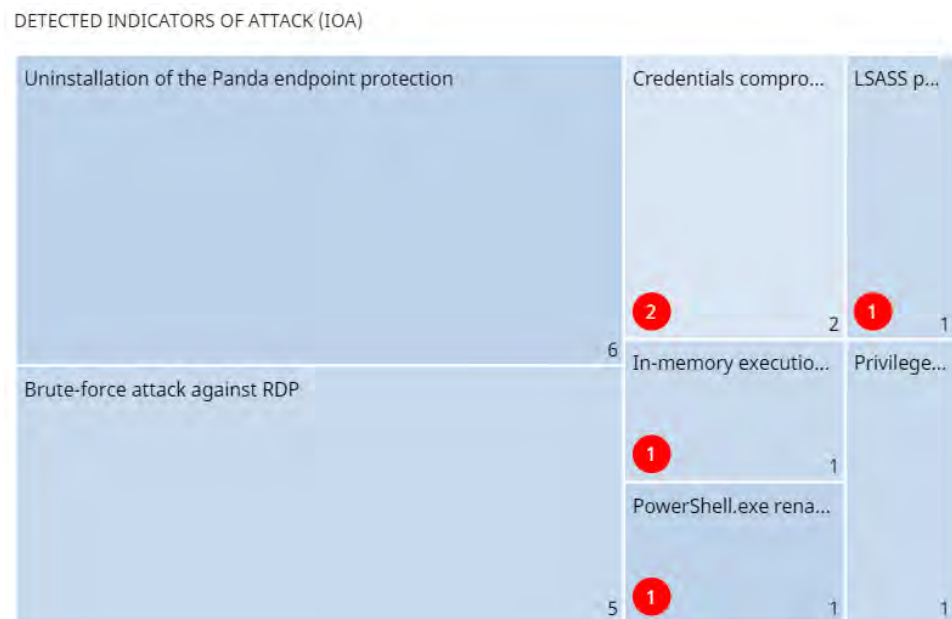 DETECTED INDICATORS OF ATTACK (IOA)
Uninstallation of the Panda endpoint protection
6
Brute-force attack against RDP
5
Credentials compro...
2
2
In-memory executio...
1
1
PowerShell.exe rena...
1
1
LSASS p...
1
1
Privilege...
1